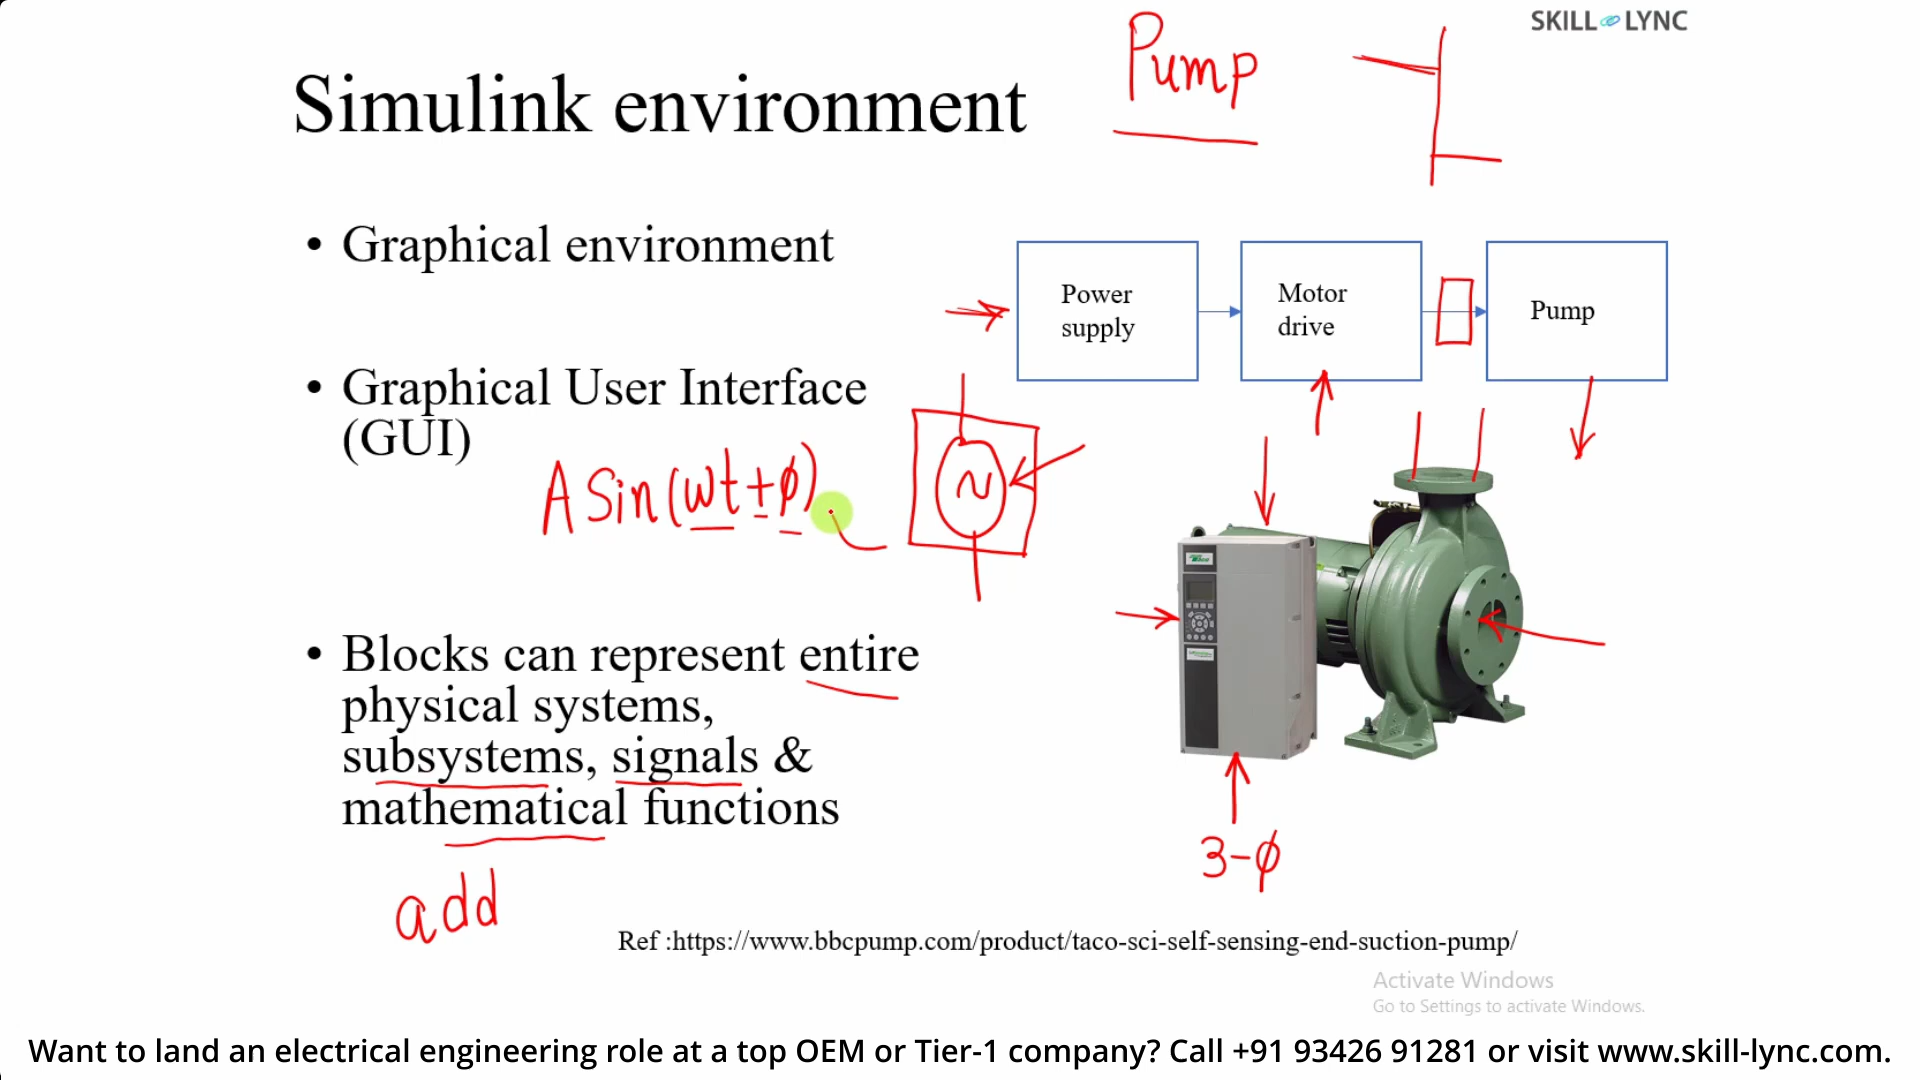 SKILL LYNC
Pump
Simulink environment
• Graphical environment
Power
supply
Motor
drive
Pump
• Graphical User Interface
(GUI)
A Sin(ωt±ϕ)
• Blocks can represent entire
physical systems,
subsystems, signals &
mathematical functions
3-ϕ
add
Ref :https://www.bbcpump.com/product/taco-sci-self-sensing-end-suction-pump/
Activate Windows
Go to Settings to activate Windows.
Want to land an electrical engineering role at a top OEM or Tier-1 company? Call +91 93426 91281 or visit www.skill-lync.com.